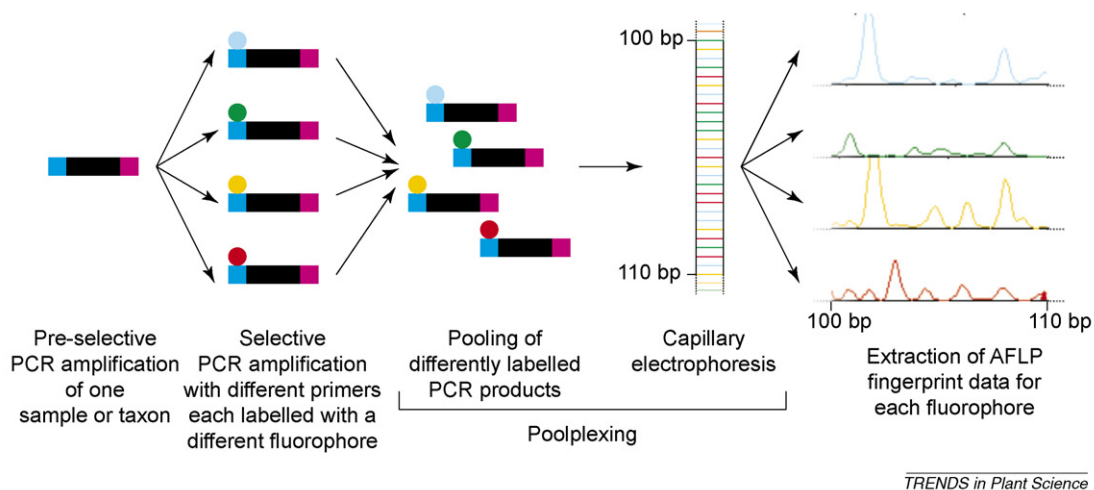 100 bp
110 bp
100 bp
110 bp
Pre-selective
PCR amplification
of one
sample or taxon
Selective
PCR amplification
with different primers
each labelled with a
different fluorophore
Pooling of
differently labelled
PCR products
Capillary
electrophoresis
Poolplexing
Extraction of AFLP
fingerprint data for
each fluorophore
TRENDS in Plant Science